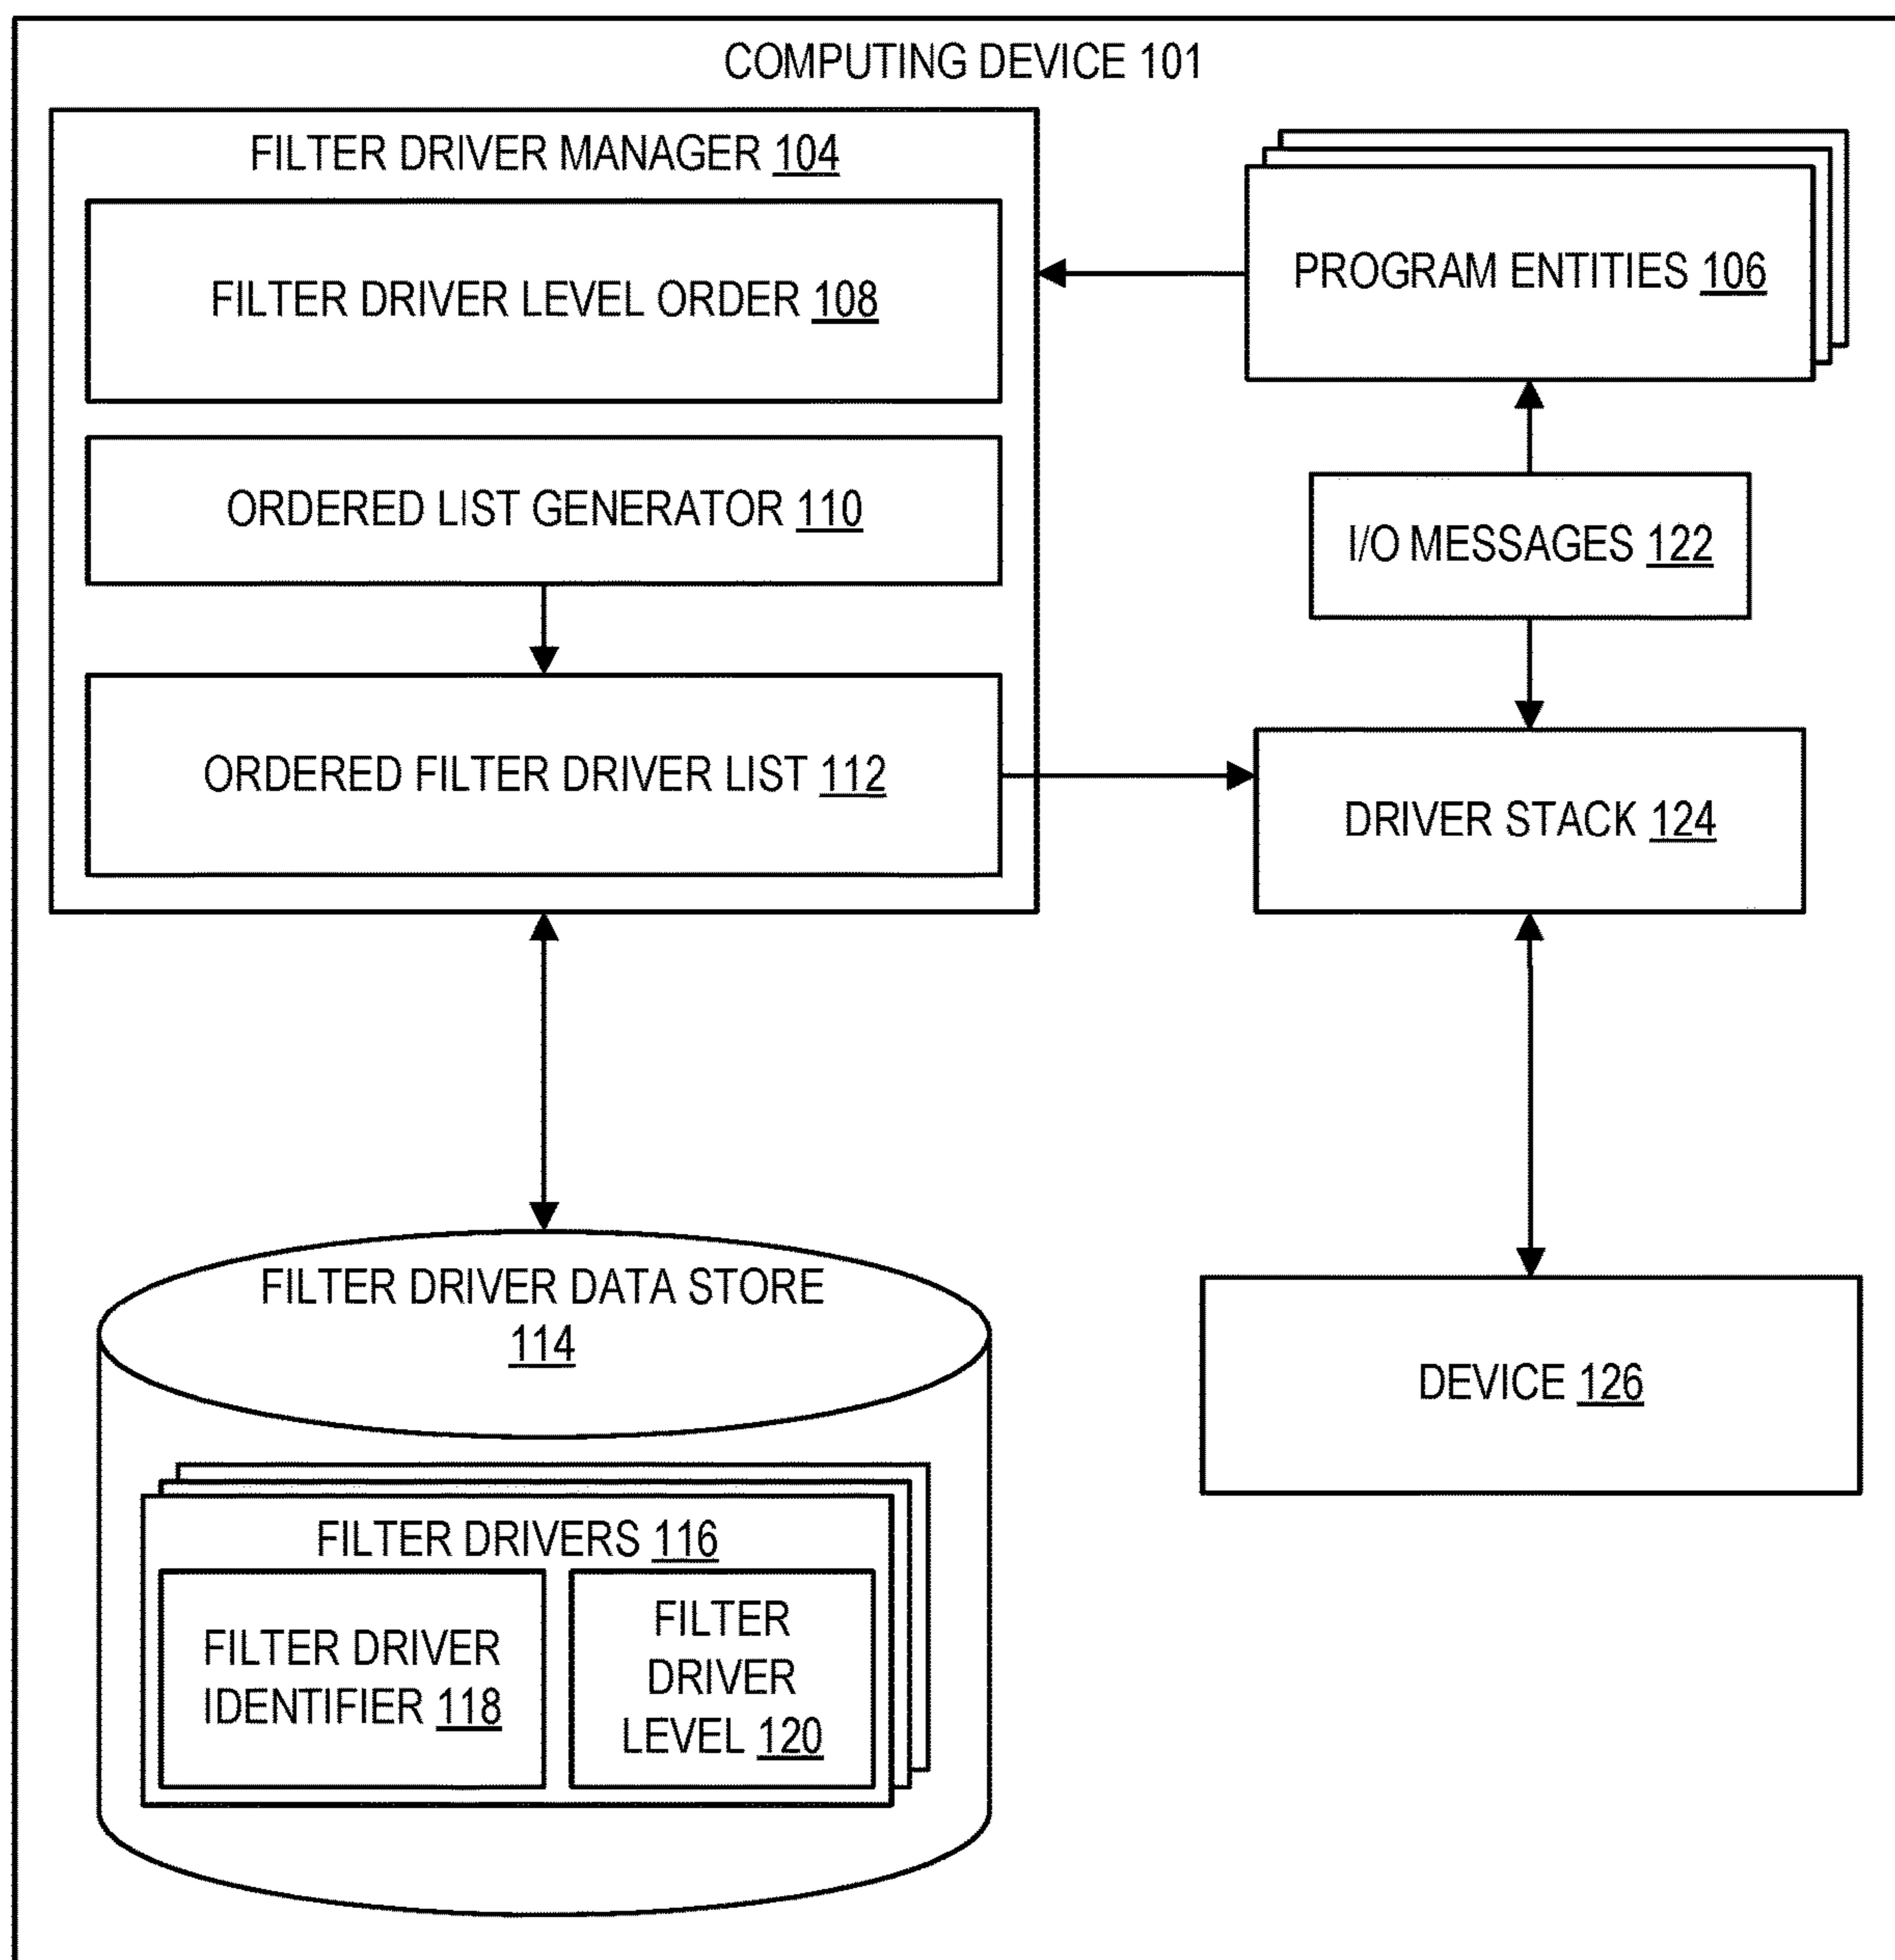 COMPUTING DEVICE 101
FILTER DRIVER MANAGER 104
FILTER DRIVER LEVEL ORDER 108
ORDERED LIST GENERATOR 110
ORDERED FILTER DRIVER LIST 112
PROGRAM ENTITIES 106
I/O MESSAGES 122
DRIVER STACK 124
FILTER DRIVER DATA STORE
114
FILTER DRIVERS 116
FILTER DRIVER
IDENTIFIER 118
FILTER
DRIVER
LEVEL 120
DEVICE 126